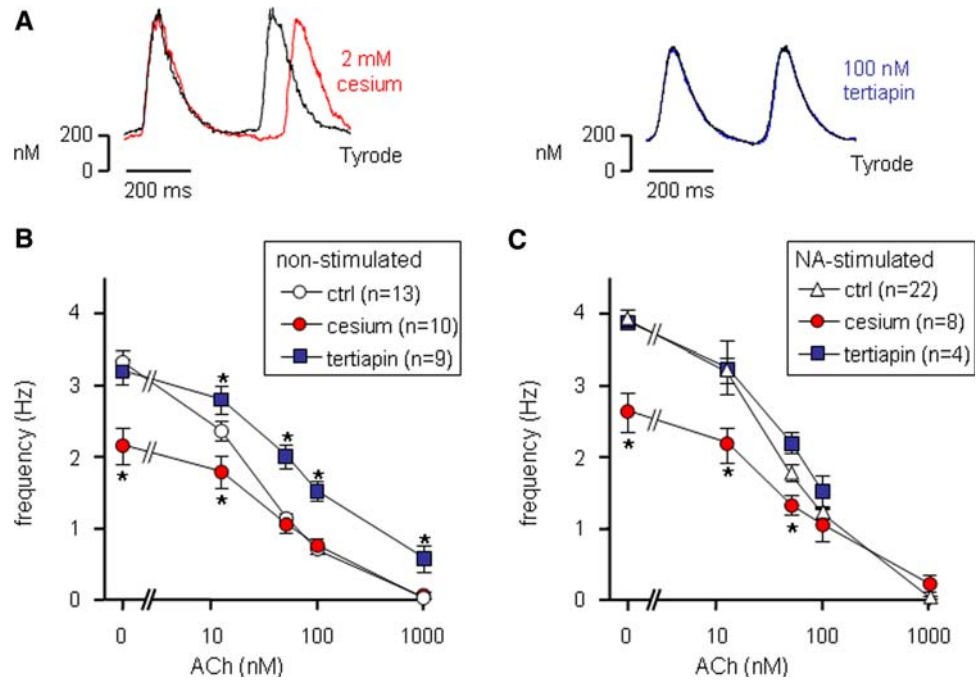 A
2 mM
cesium
200
nM
0
Tyrode
200 ms
100 nM
tertiapin
200
nM
0
Tyrode
200 ms
B
non-stimulated
ctrl (n=13)
cesium (n=10)
tertiapin (n=9)
frequency (Hz)
4
3
2
1
0
* * * * * *
0
10
100
1000
ACh (nM)
C
NA-stimulated
ctrl (n=22)
cesium (n=8)
tertiapin (n=4)
frequency (Hz)
4
3
2
1
0
* * *
0
10
100
1000
ACh (nM)